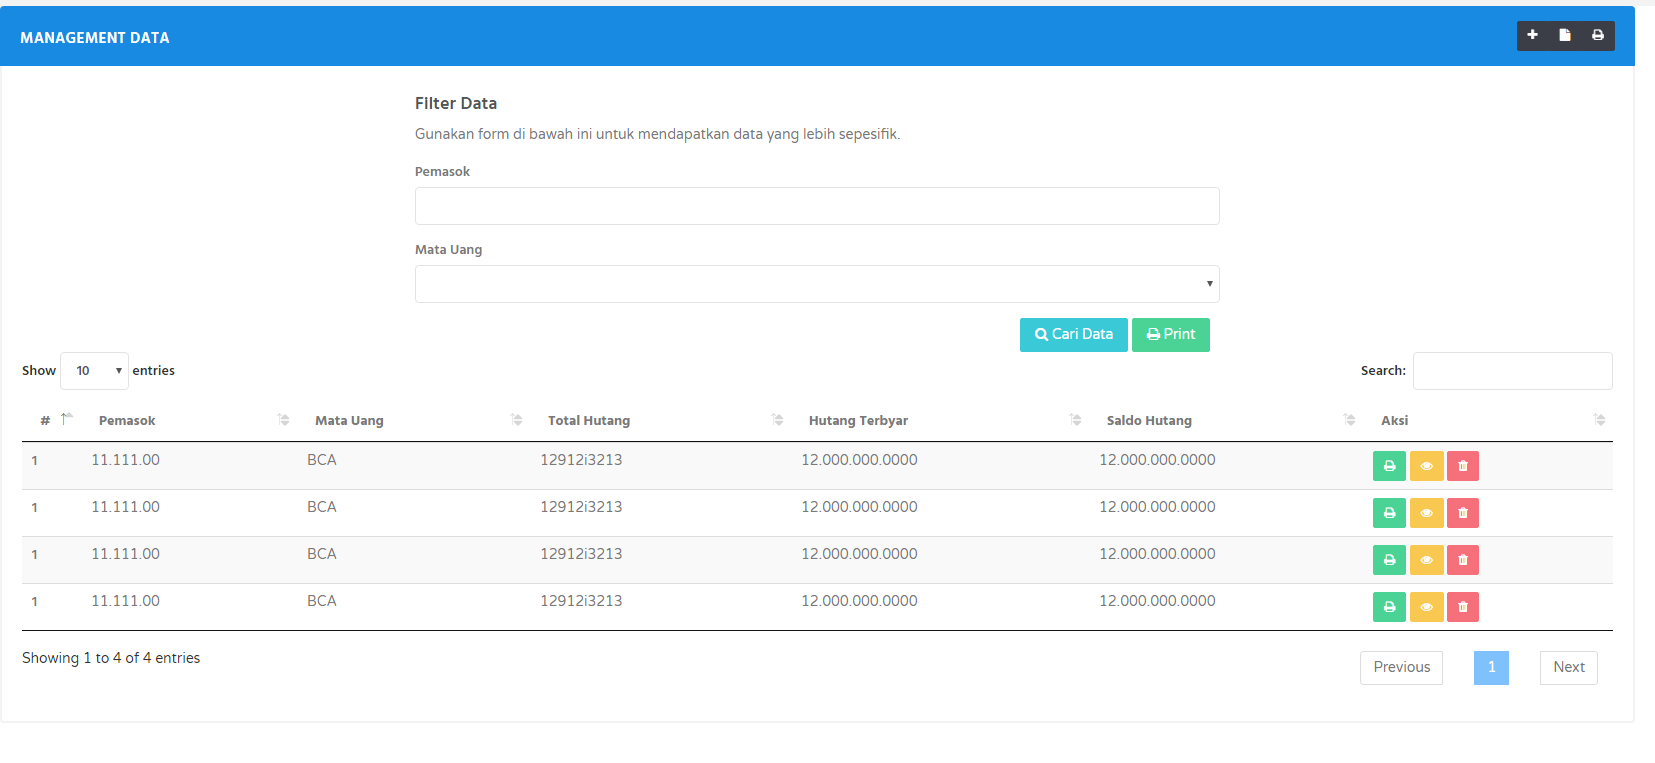 MANAGEMENT DATA
Filter Data
Gunakan form di bawah ini untuk mendapatkan data yang lebih sepesifik.
Pemasok
Mata Uang
Cari Data Print
Show 10 entries Search:
# Pemasok Mata Uang Total Hutang Hutang Terbyar Saldo Hutang Aksi
1 11.111.00 BCA 12912i3213 12.000.000.0000 12.000.000.0000
1 11.111.00 BCA 12912i3213 12.000.000.0000 12.000.000.0000
1 11.111.00 BCA 12912i3213 12.000.000.0000 12.000.000.0000
1 11.111.00 BCA 12912i3213 12.000.000.0000 12.000.000.0000
Showing 1 to 4 of 4 entries Previous 1 Next